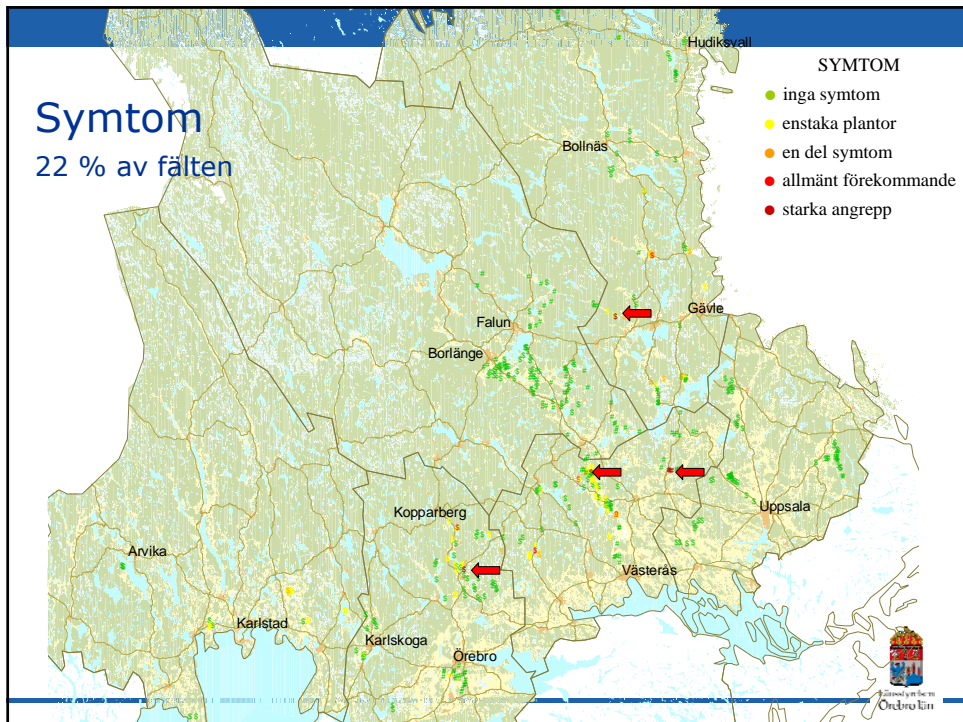 Symtom
22 % av fälten
SYMTOM
inga symtom
enstaka plantor
en del symtom
allmänt förekommande
starka angrepp
Hudiksvall
Bollnäs
Gävle
Falun
Borlänge
Kopparberg
Uppsala
Arvika
Västerås
Karlstad
Karlskoga
Örebro
Länsstyrelsen
Örebro län